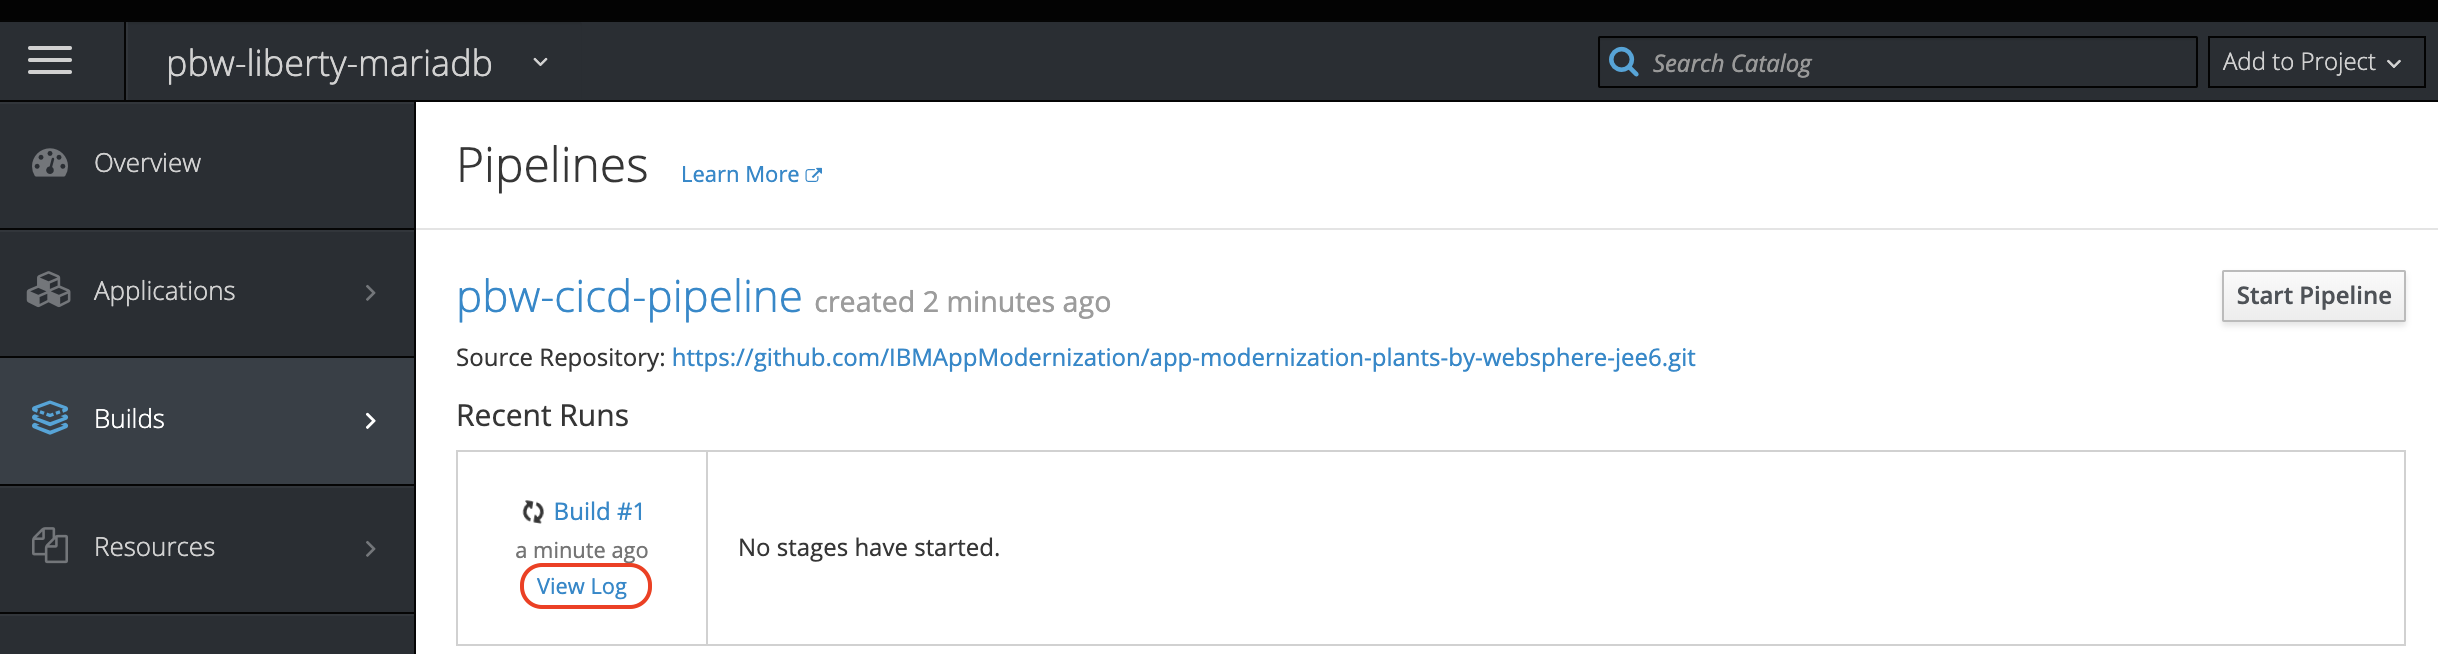 pbw-liberty-mariadb
Search Catalog
Add to Project
Overview
Applications
Builds
Resources
Pipelines Learn More
pbw-cicd-pipeline created 2 minutes ago
Start Pipeline
Source Repository: https://github.com/IBMAppModernization/app-modernization-plants-by-websphere-jee6.git
Recent Runs
Build #1
a minute ago
View Log
No stages have started.